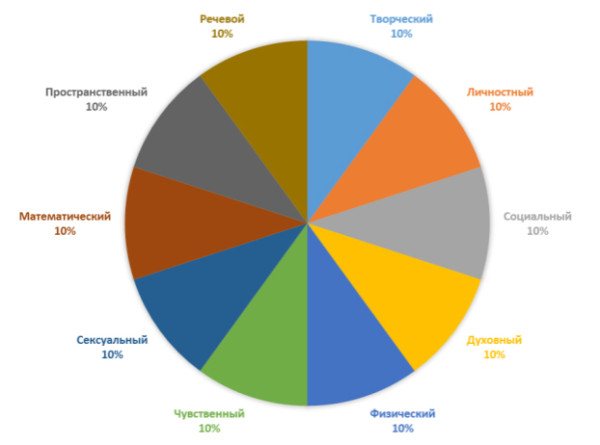 Творческий
10%
Личностный
10%
Социальный
10%
Духовный
10%
Физический
10%
Чувственный
10%
Сексуальный
10%
Математический
10%
Пространственный
10%
Речевой
10%